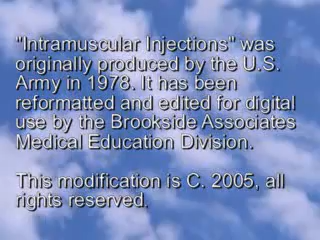 "Intramuscular Injections" was
originally produced by the U.S.
Army in 1978. It has been
reformatted and edited for digital
use by the Brookside Associates
Medical Education Division.
This modification is C. 2005, all
rights reserved.